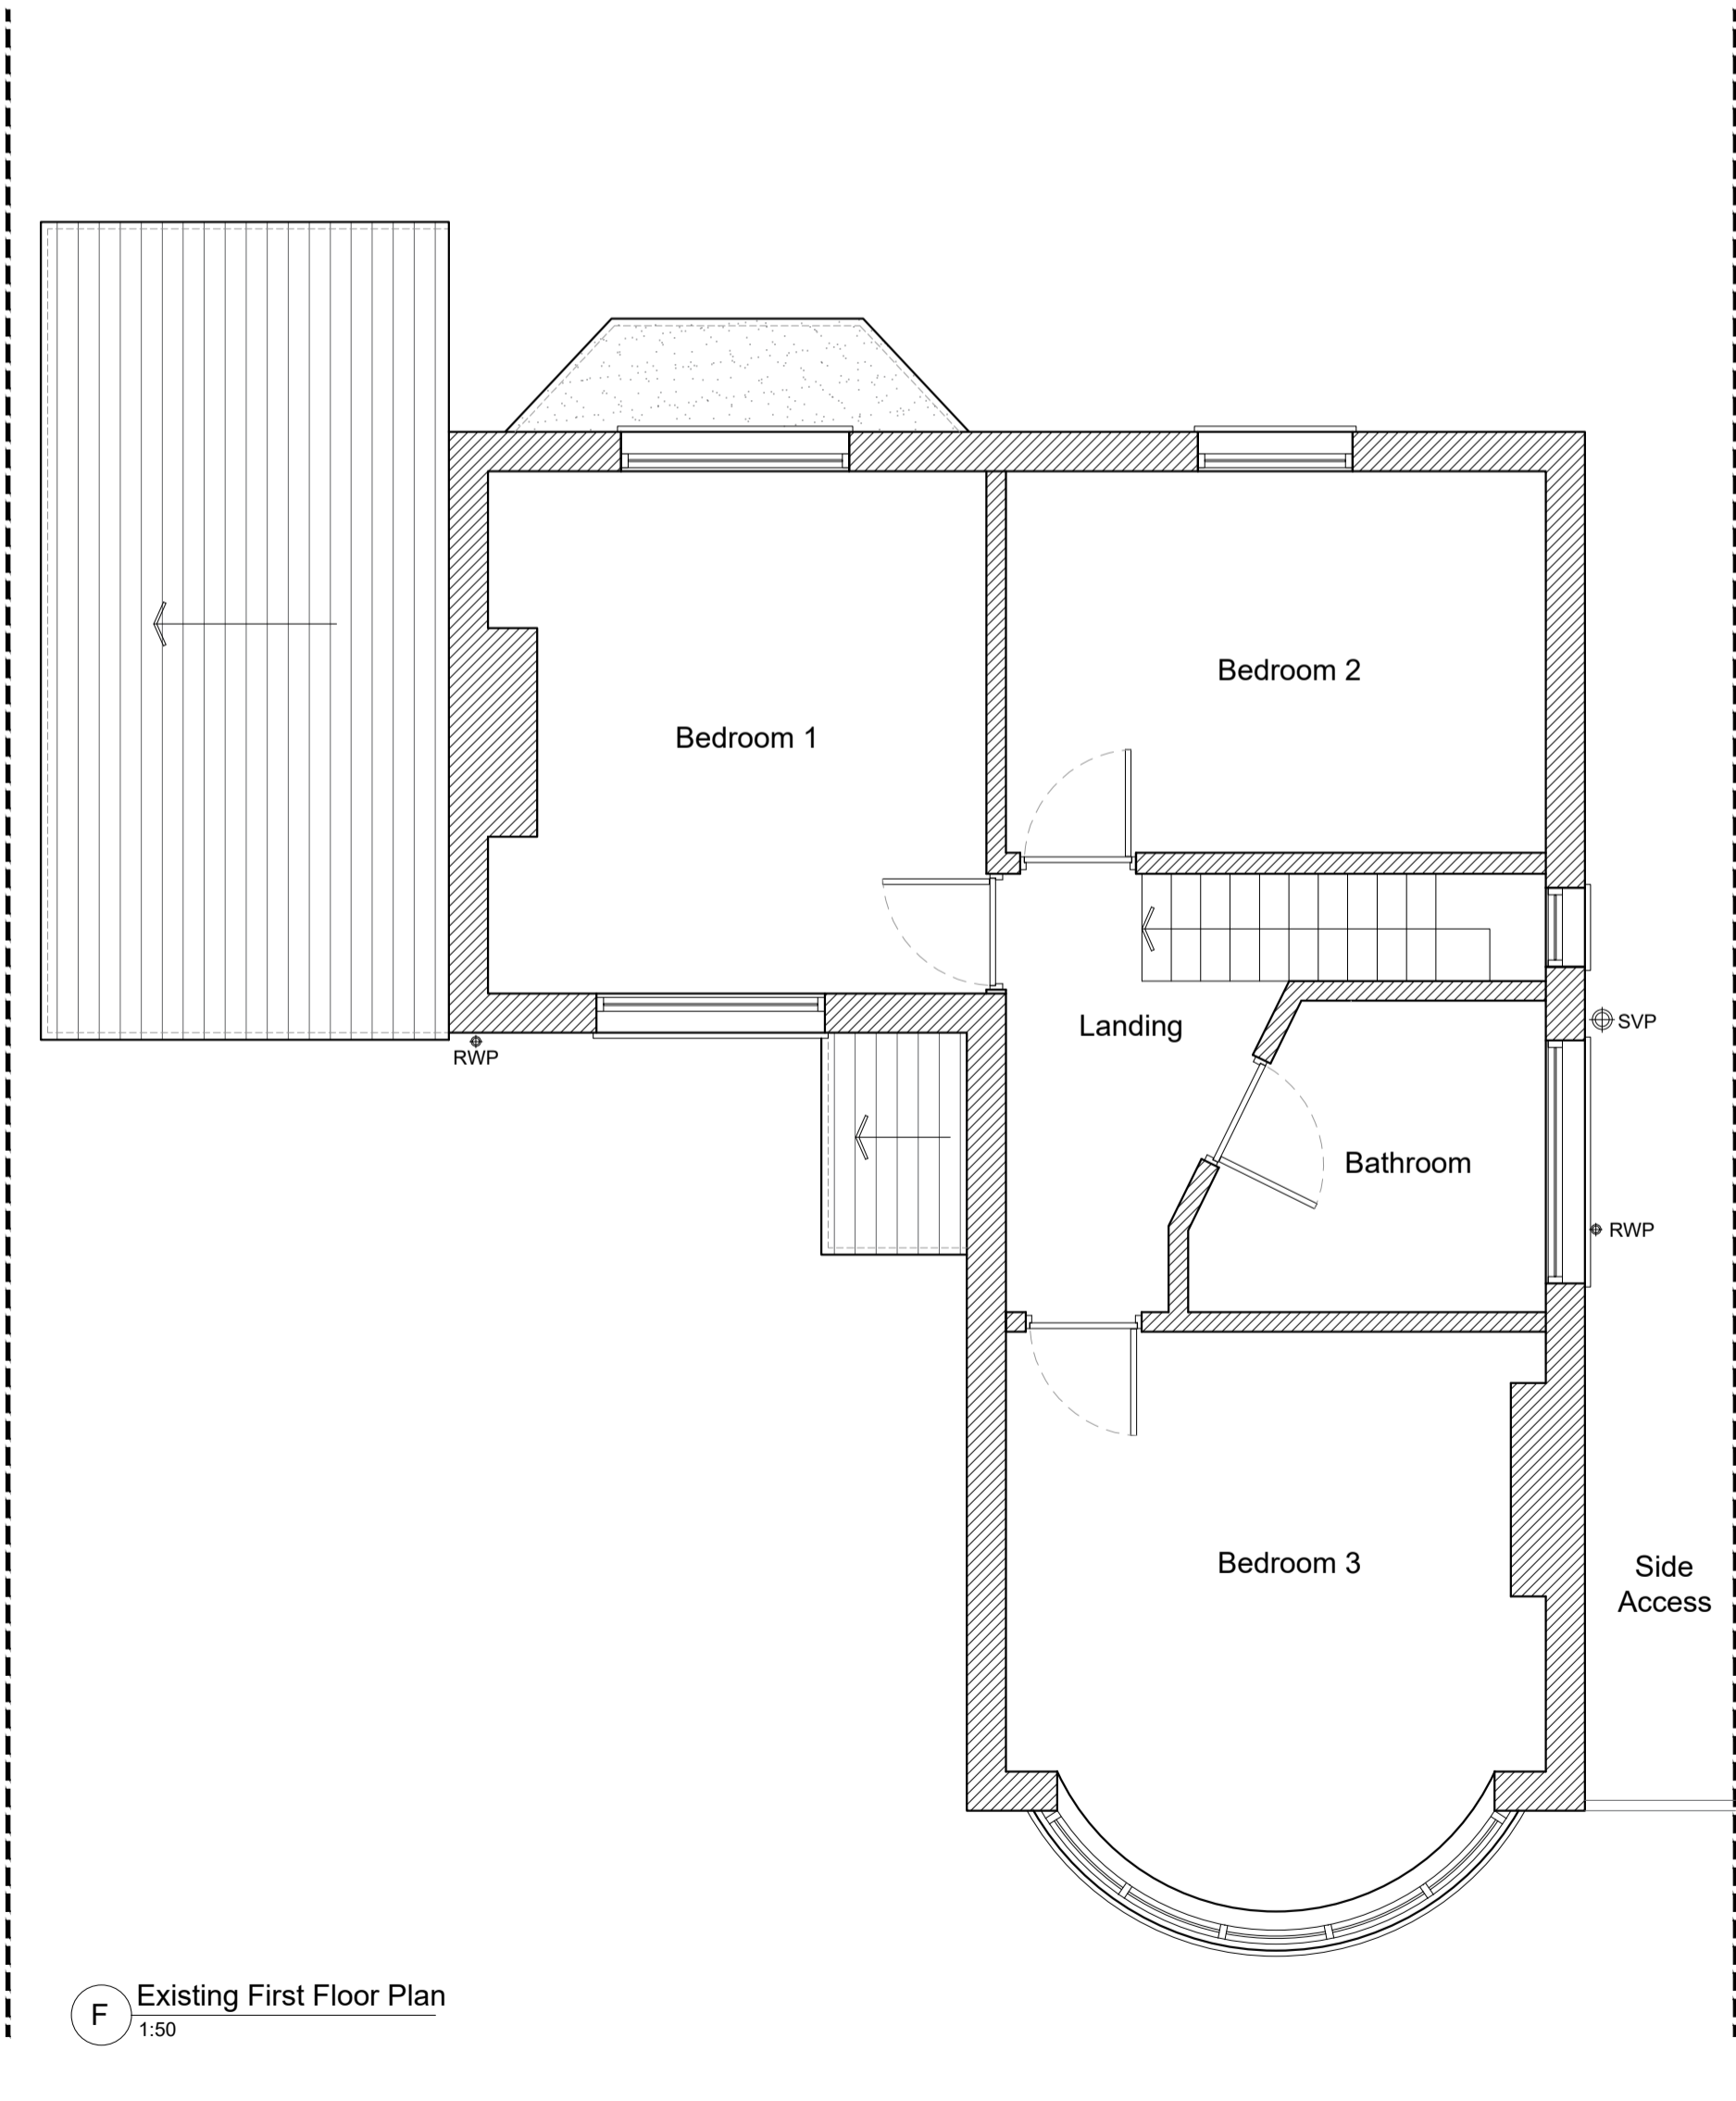 Bedroom 2
Bedroom 1
SVP
Landing
RWP
Bathroom
RWP
Bedroom 3
Side
Access
F
Existing First Floor Plan
1:50